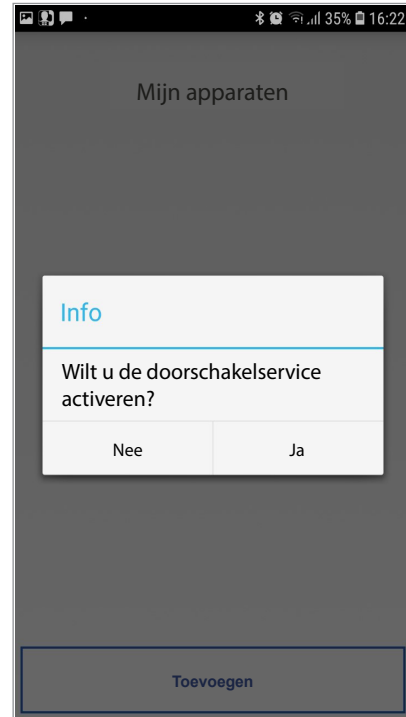 35% 16:22
Mijn apparaten
Info
Wilt u de doorschakelservice
activeren?
Nee Ja
Toevoegen